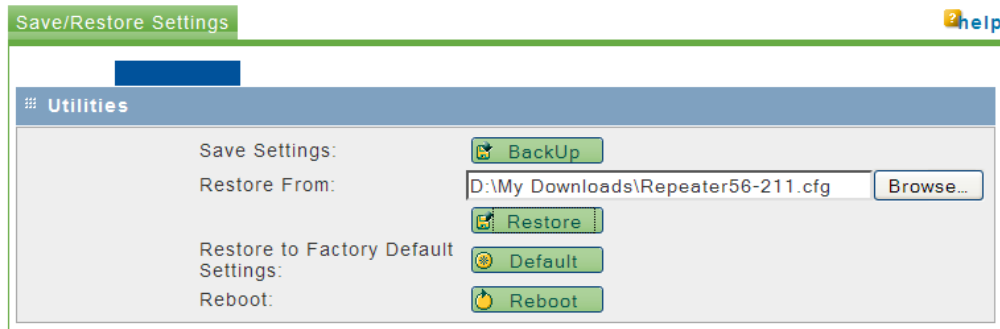 Save/Restore Settings
help
Utilities
Save Settings:
BackUp
Restore From:
D:\My Downloads\Repeater56-211.cfg
Browse...
Restore
Restore to Factory Default
Settings:
Default
Reboot:
Reboot